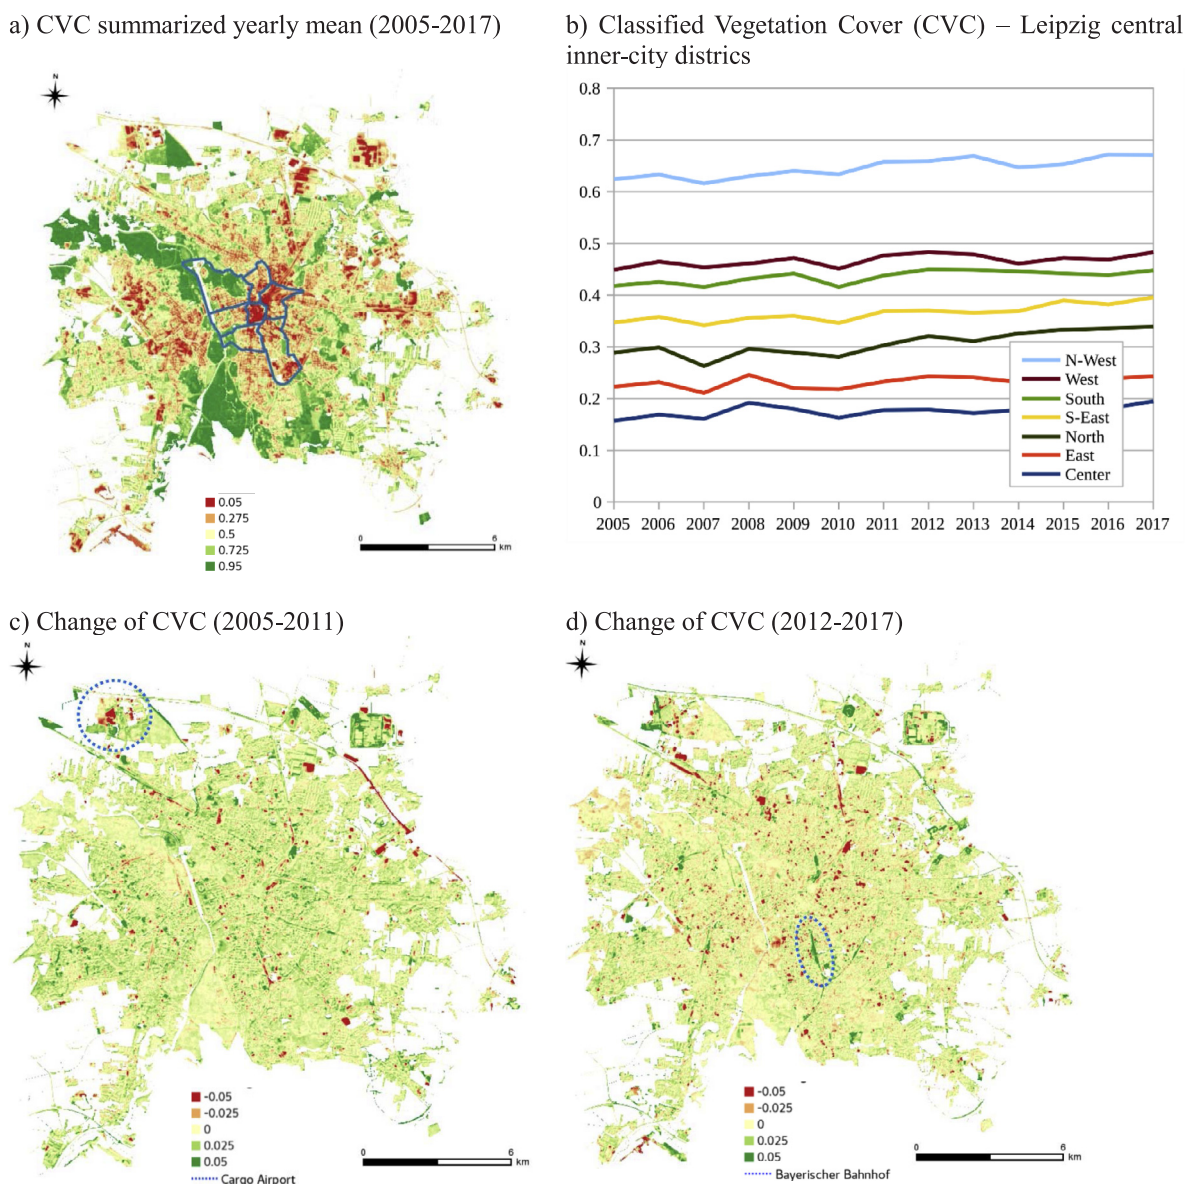 a) CVC summarized yearly mean (2005-2017)
N
0.05
0.275
0.5
0.725
0.95
0
6
km
b) Classified Vegetation Cover (CVC) – Leipzig central
inner-city districs
0.8
0.7
0.6
0.5
0.4
0.3
0.2
0.1
0
N-West
West
South
S-East
North
East
Center
2005 2006 2007 2008 2009 2010 2011 2012 2013 2014 2015 2016 2017
c) Change of CVC (2005-2011)
N
-0.05
-0.025
0
0.025
0.05
Cargo Airport
0
6
km
d) Change of CVC (2012-2017)
N
-0.05
-0.025
0
0.025
0.05
Bayerischer Bahnhof
0
6
km